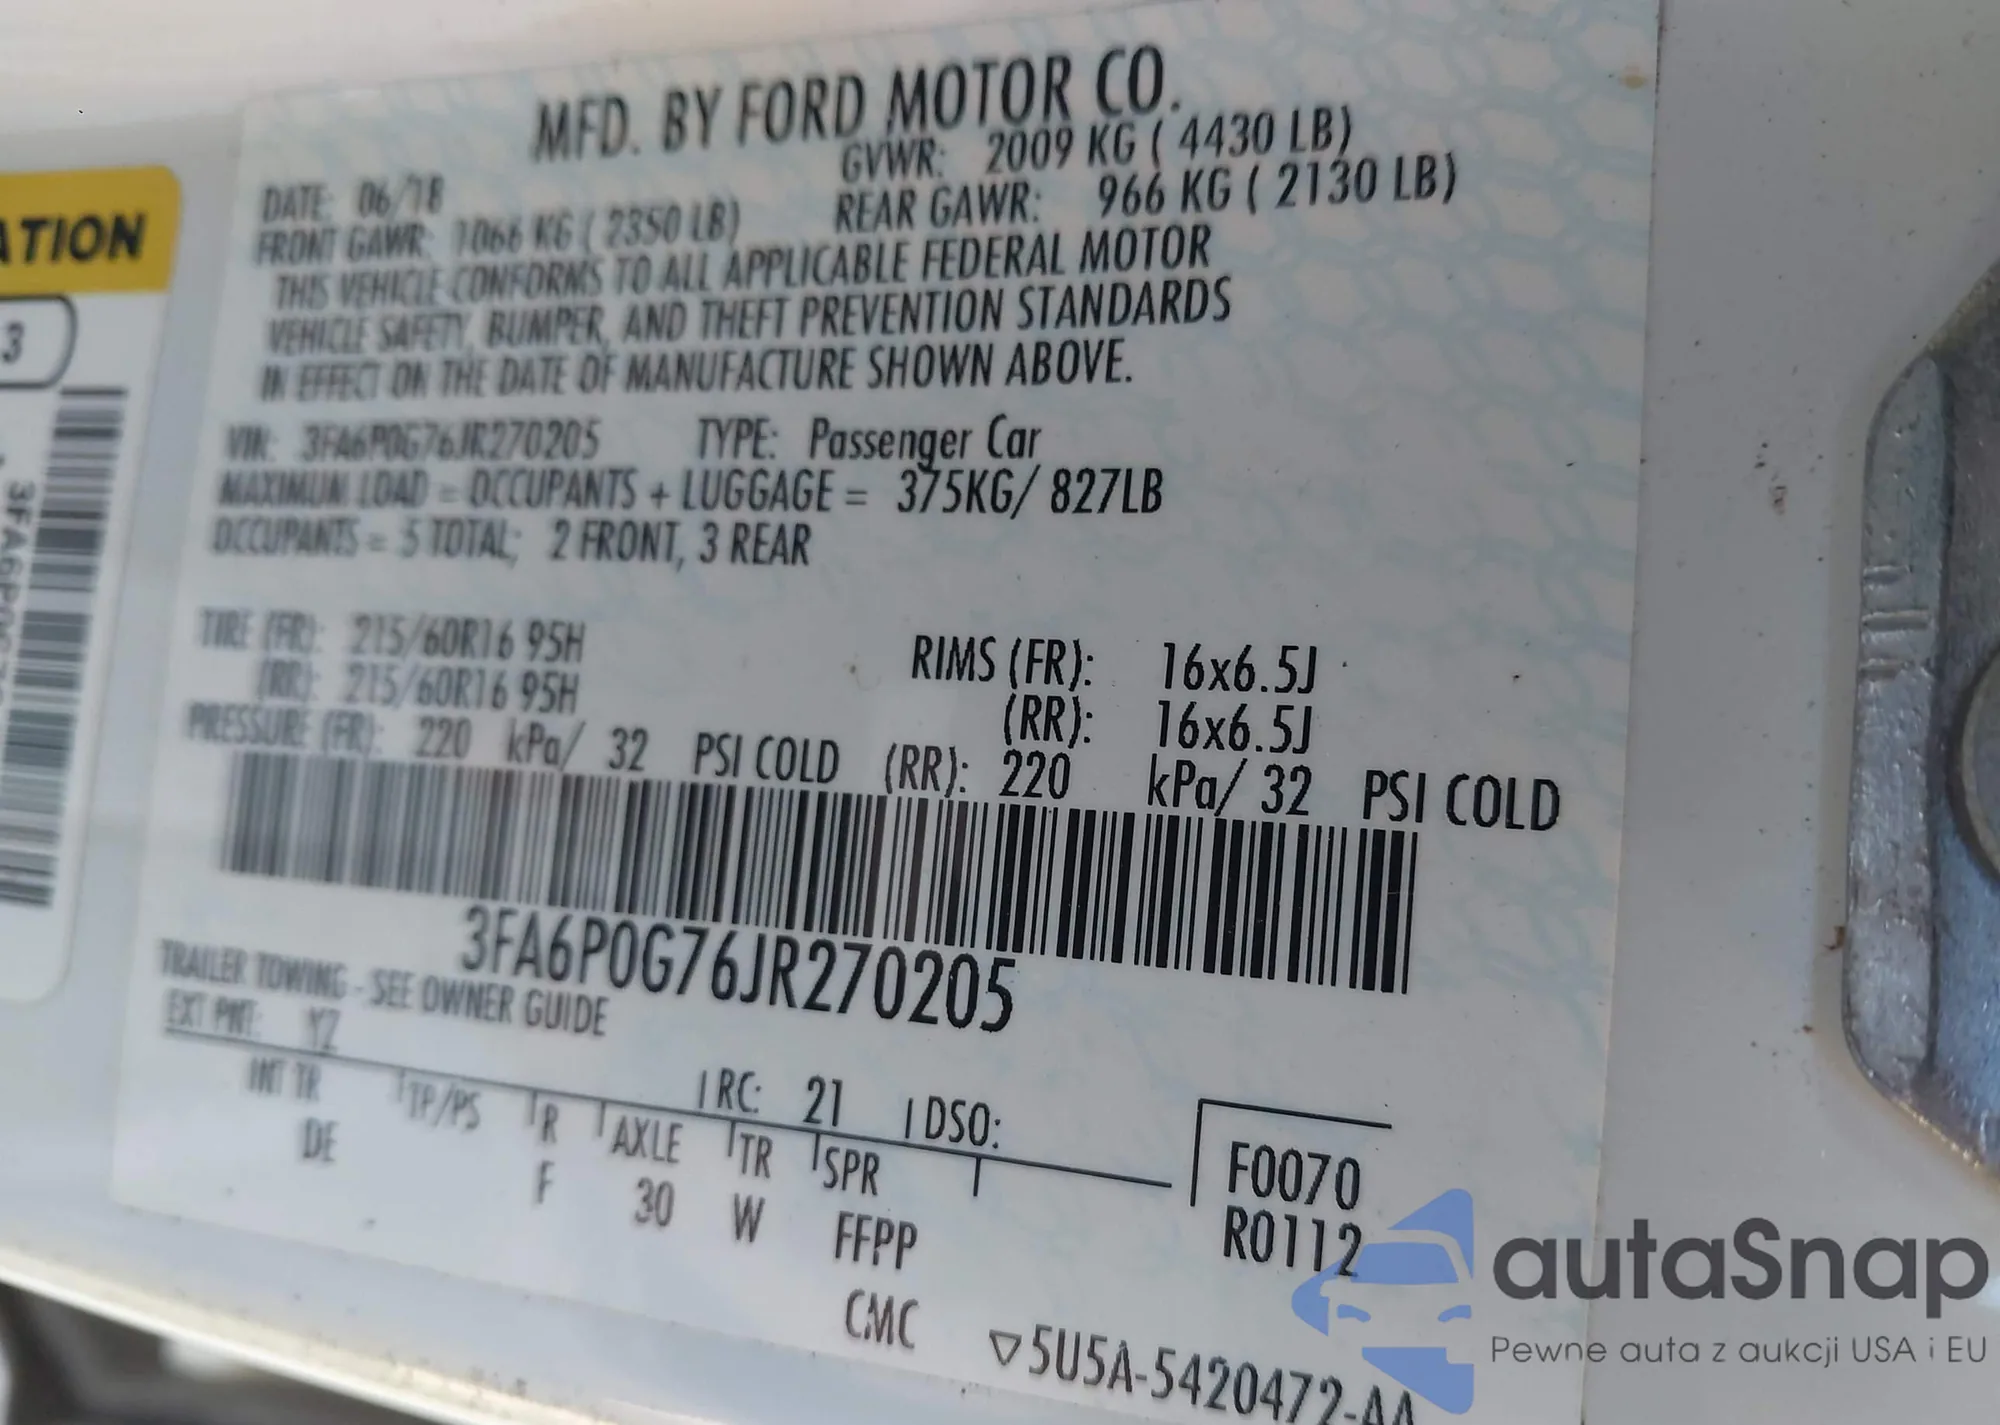 MFD. BY FORD MOTOR CO.
DATE: 06/18 GVWR: 2009 KG ( 4430 LB)
FRONT GAWR: 1066 KG ( 2350 LB) REAR GAWR: 966 KG ( 2130 LB)
THIS VEHICLE CONFORMS TO ALL APPLICABLE FEDERAL MOTOR
VEHICLE SAFETY, BUMPER, AND THEFT PREVENTION STANDARDS
IN EFFECT ON THE DATE OF MANUFACTURE SHOWN ABOVE.
VIN: 3FA6P0G76JR270205 TYPE: Passenger Car
MAXIMUM LOAD = OCCUPANTS + LUGGAGE = 375KG/ 827LB
OCCUPANTS = 5 TOTAL; 2 FRONT, 3 REAR
TIRE (FR): 215/60R16 95H RIMS (FR): 16x6.5J
(RR): 215/60R16 95H (RR): 16x6.5J
PRESSURE (FR): 220 kPa/ 32 PSI COLD (RR): 220 kPa/ 32 PSI COLD
3FA6P0G76JR270205
TRAILER TOWING - SEE OWNER GUIDE
EXT PNT: YZ RC: 21 DSO:
INT TR TP/PS R AXLE TR SPR F0070
DE F 30 W FFPP R0112
CMC ▽5U5A-5420472-AA
ATION
3
autaSnap
Pewne auta z aukcji USA i EU